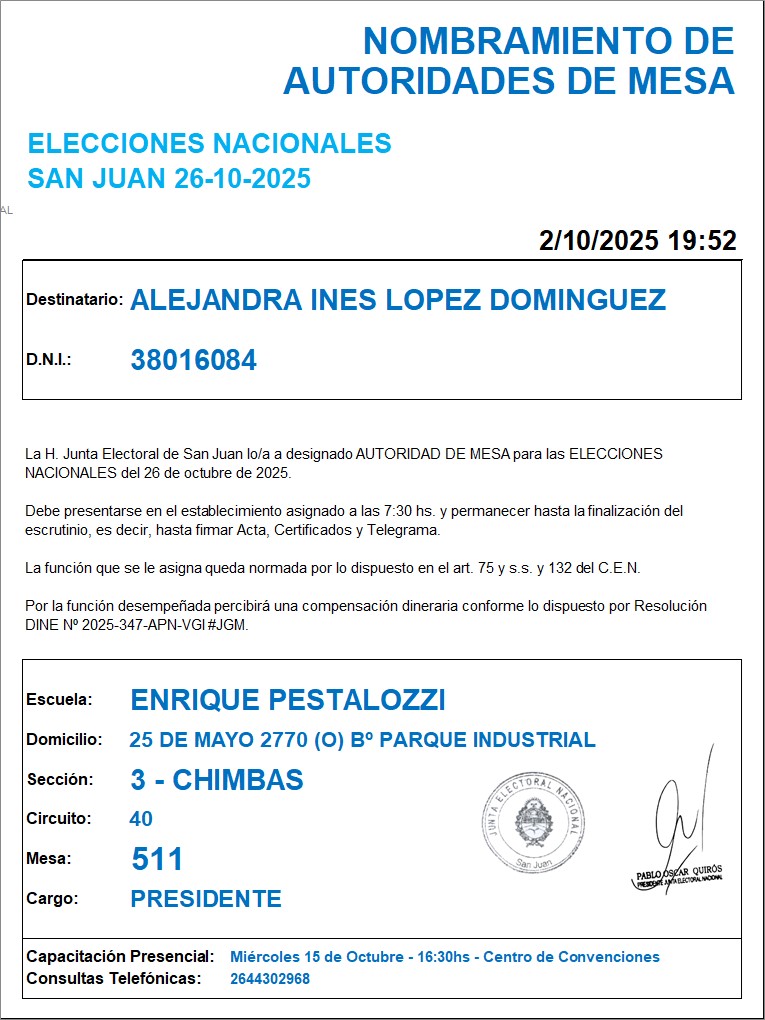 NOMBRAMIENTO DE
AUTORIDADES DE MESA
ELECCIONES NACIONALES
SAN JUAN 26-10-2025
AL
2/10/2025 19:52
Destinatario: ALEJANDRA INES LOPEZ DOMINGUEZ
D.N.I.: 38016084
La H. Junta Electoral de San Juan lo/a a designado AUTORIDAD DE MESA para las ELECCIONES
NACIONALES del 26 de octubre de 2025.
Debe presentarse en el establecimiento asignado a las 7:30 hs. y permanecer hasta la finalización del
escrutinio, es decir, hasta firmar Acta, Certificados y Telegrama.
La función que se le asigna queda normada por lo dispuesto en el art. 75 y s.s. y 132 del C.E.N.
Por la función desempeñada percibirá una compensación dineraria conforme lo dispuesto por Resolución
DINE Nº 2025-347-APN-VGI#JGM.
Escuela: ENRIQUE PESTALOZZI
Domicilio: 25 DE MAYO 2770 (O) Bº PARQUE INDUSTRIAL
Sección: 3 - CHIMBAS
Circuito: 40
Mesa: 511
Cargo: PRESIDENTE
JUNTA ELECTORAL NACIONAL
San Juan
PABLO OSCAR QUIRÓS
PRESIDENTE JUNTA ELECTORAL NACIONAL
Capacitación Presencial: Miércoles 15 de Octubre - 16:30hs - Centro de Convenciones
Consultas Telefónicas: 2644302968